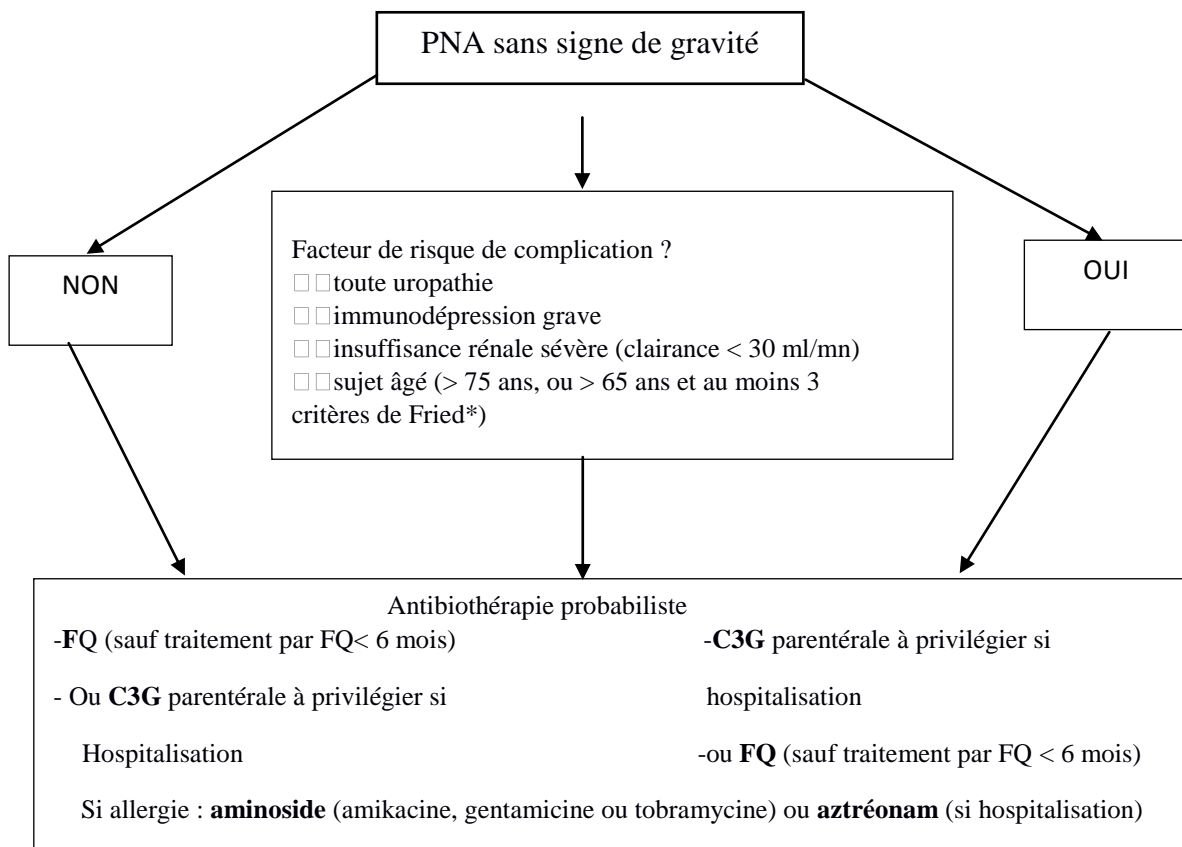 PNA sans signe de gravité
NON
Facteur de risque de complication ?
□□toute uropathie
□□immunodépression grave
□□insuffisance rénale sévère (clairance < 30 ml/mn)
□□sujet âgé (> 75 ans, ou > 65 ans et au moins 3
critères de Fried*)
OUI
Antibiothérapie probabiliste
-FQ (sauf traitement par FQ< 6 mois)
- Ou C3G parentérale à privilégier si
Hospitalisation
-C3G parentérale à privilégier si
hospitalisation
-ou FQ (sauf traitement par FQ < 6 mois)
Si allergie : aminoside (amikacine, gentamicine ou tobramycine) ou aztréonam (si hospitalisation)